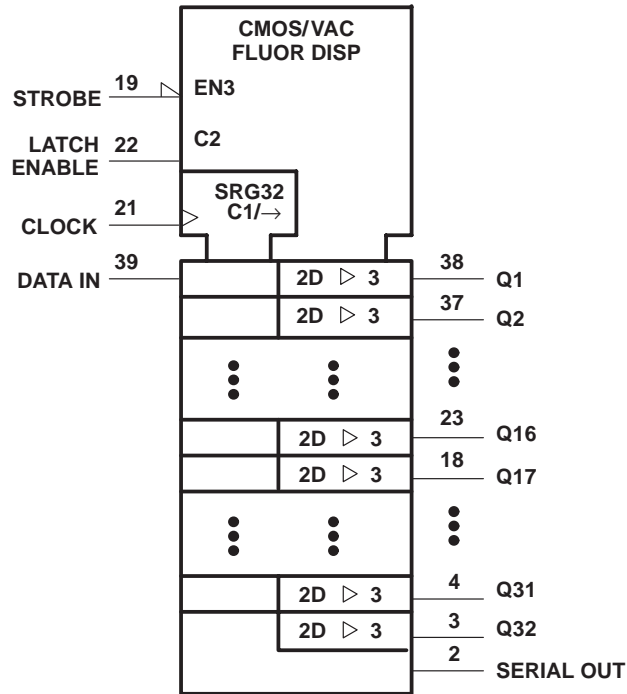 CMOS/VAC
FLUOR DISP
STROBE 19 EN3
LATCH
ENABLE 22 C2
SRG32
CLOCK 21 C1/→
DATA IN 39 2D ▷ 3 38 Q1
2D ▷ 3 37 Q2
2D ▷ 3 23 Q16
2D ▷ 3 18 Q17
2D ▷ 3 4 Q31
2D ▷ 3 3 Q32
2 SERIAL OUT